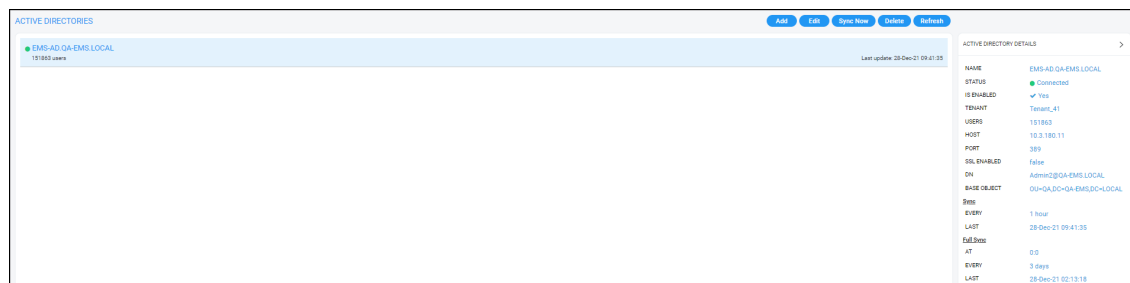 ACTIVE DIRECTORIES
Add Edit Sync Now Delete Refresh
EMS-AD.QA-EMS.LOCAL
151863 users
Last update: 28-Dec-21 09:41:35
ACTIVE DIRECTORY DETAILS
NAME EMS-AD.QA-EMS.LOCAL
STATUS Connected
IS ENABLED Yes
TENANT Tenant_41
USERS 151863
HOST 10.3.180.11
PORT 389
SSL ENABLED false
DN Admin2@QA-EMS.LOCAL
BASE OBJECT OU=QA,DC=QA-EMS,DC=LOCAL
Sync
EVERY 1 hour
LAST 28-Dec-21 09:41:35
Full Sync
AT 0:0
EVERY 3 days
LAST 28-Dec-21 02:13:18